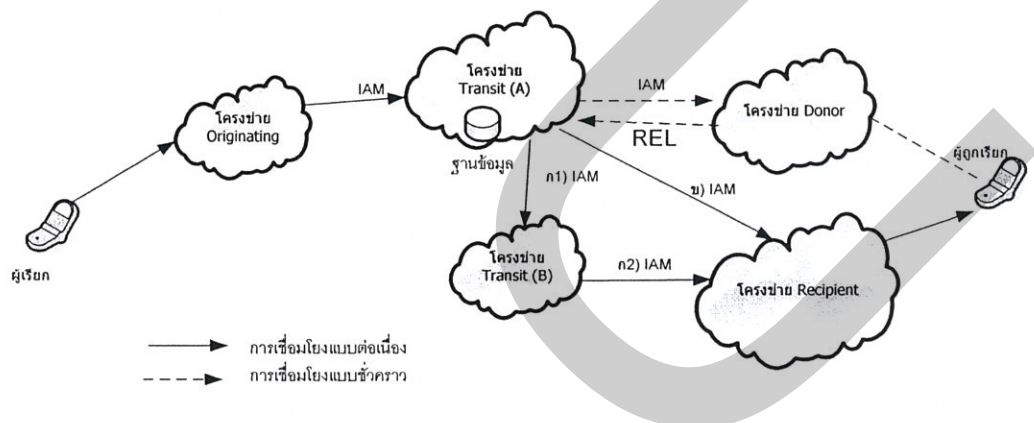 โครงข่าย
Transit (A)
IAM
IAM
โครงข่าย
Originating
โครงข่าย Donor
REL
ฐานข้อมูล
ผู้ถูกเรียก
ก1) IAM
ข) IAM
โครงข่าย
Transit (B)
ก2) IAM
โครงข่าย Recipient
ผู้เรียก
การเชื่อมโยงแบบต่อเนื่อง
การเชื่อมโยงแบบชั่วคราว